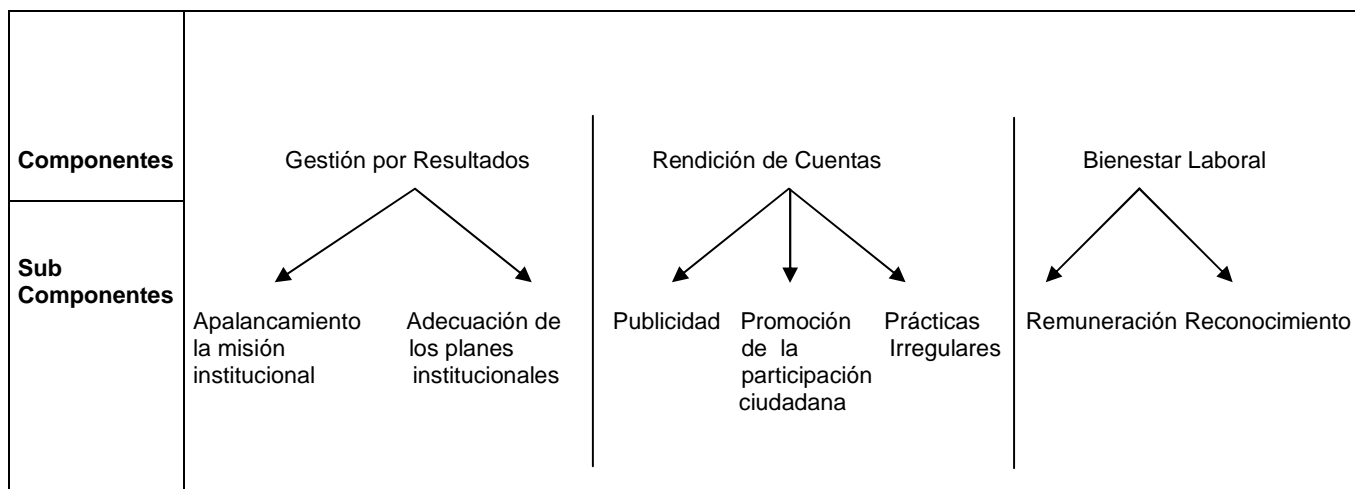 Componentes
Gestión por Resultados
Rendición de Cuentas
Bienestar Laboral
Sub
Componentes
Apalancamiento
la misión
institucional
Adecuación de
los planes
institucionales
Publicidad
Promoción
de la
participación
ciudadana
Prácticas
Irregulares
Remuneración
Reconocimiento